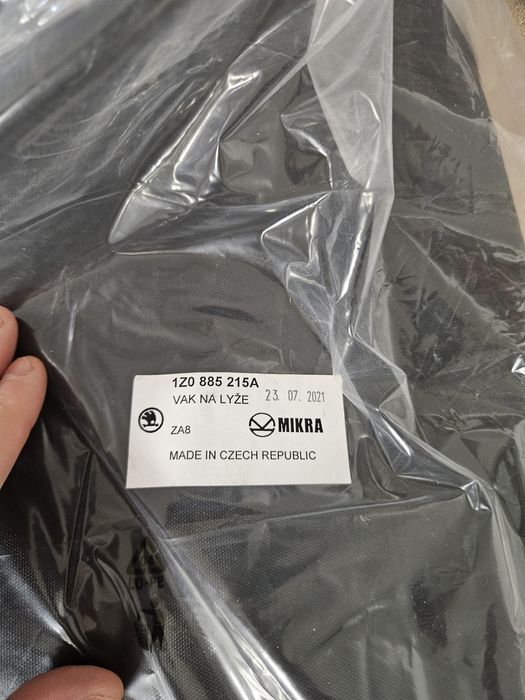 1Z0 885 215A
VAK NA LYŽE 23. 07. 2021
ZA8 MIKRA
MADE IN CZECH REPUBLIC